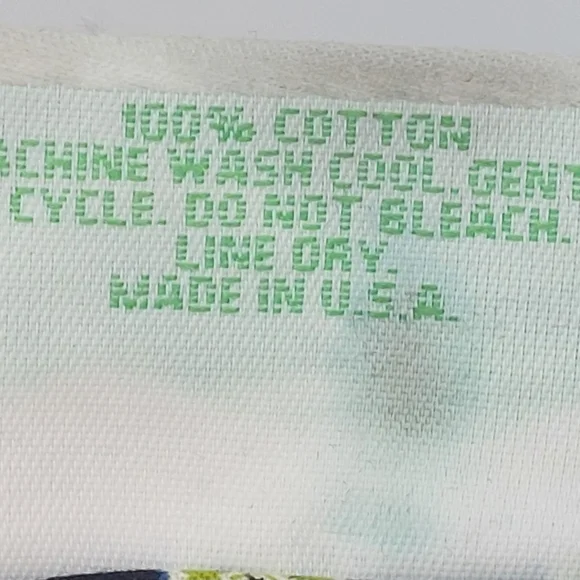 100% COTTON
ACHINE WASH COOL. GENT
CYCLE. DO NOT BLEACH.
LINE DRY.
MADE IN U.S.A.